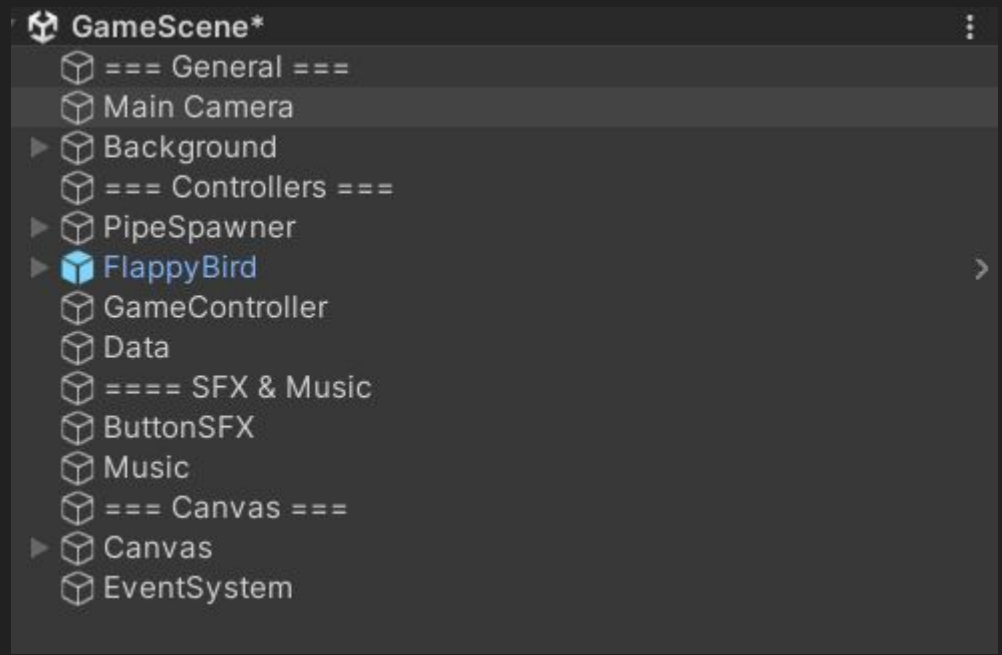 GameScene*
=== General ===
Main Camera
Background
=== Controllers ===
PipeSpawner
FlappyBird
GameController
Data
==== SFX & Music
ButtonSFX
Music
=== Canvas ===
Canvas
EventSystem